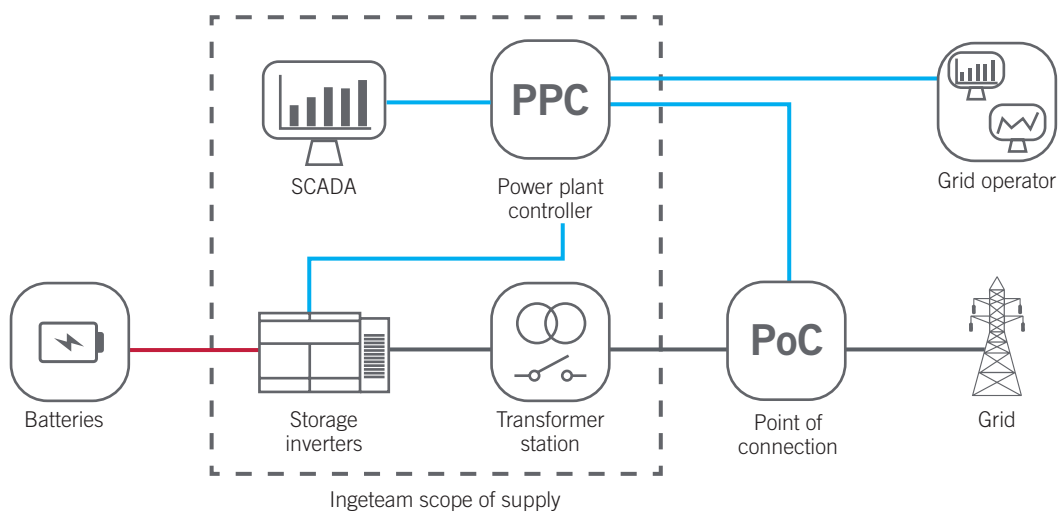 PPC
SCADA
Power plant
controller
Grid operator
Batteries
Storage
inverters
Transformer
station
PoC
Point of
connection
Grid
Ingeteam scope of supply